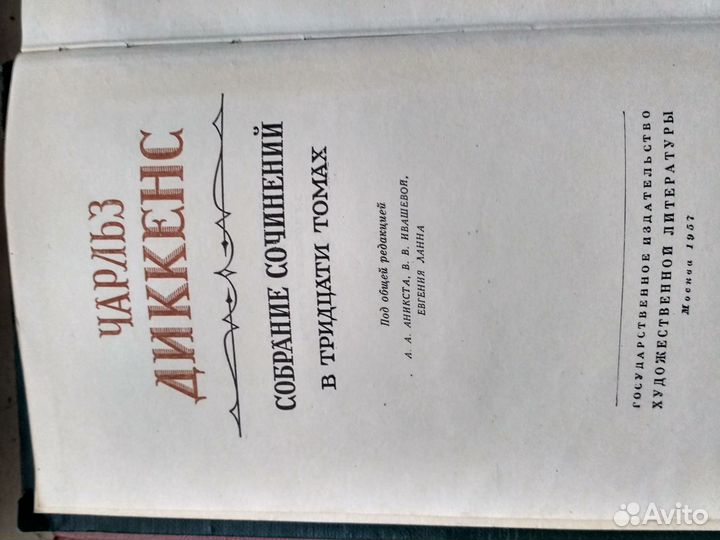 ЧАРЛЬЗ
ДИККЕНС
СОБРАНИЕ СОЧИНЕНИЙ
В ТРИДЦАТИ ТОМАХ
Под общей редакцией
А. А. АНИКСТА, В. В. ИВАШЕВОЙ,
ЕВГЕНИЯ ЛАННА
ГОСУДАРСТВЕННОЕ ИЗДАТЕЛЬСТВО
ХУДОЖЕСТВЕННОЙ ЛИТЕРАТУРЫ
Москва 1957
Avito